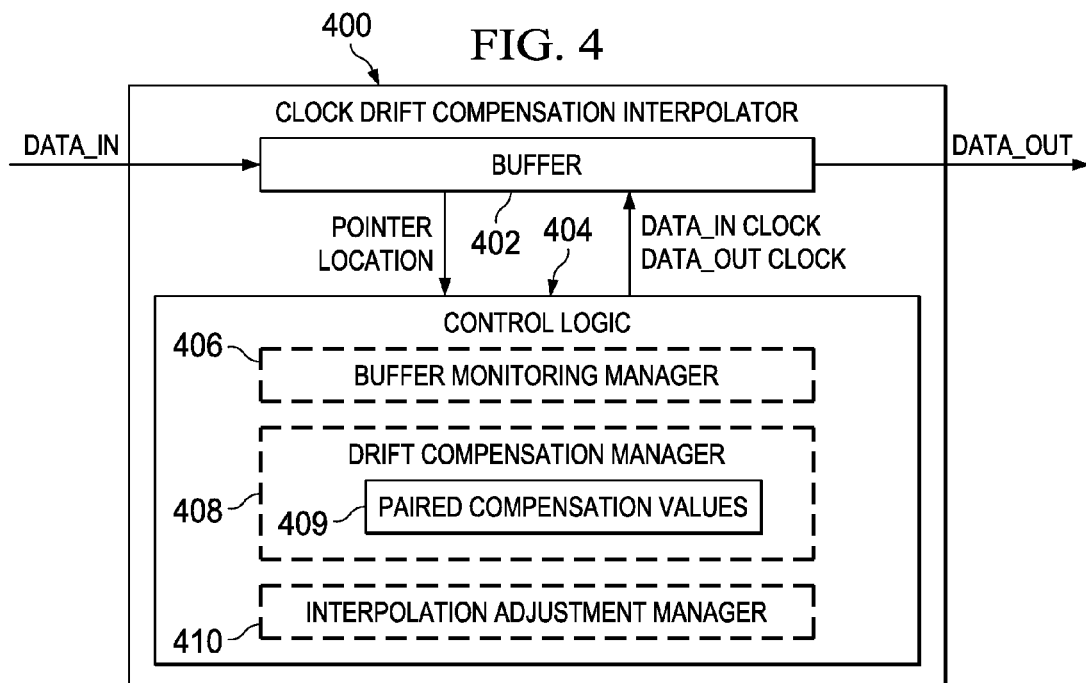 FIG. 4
400
CLOCK DRIFT COMPENSATION INTERPOLATOR
DATA_IN
BUFFER
DATA_OUT
POINTER
LOCATION
402
404
DATA_IN CLOCK
DATA_OUT CLOCK
CONTROL LOGIC
406
BUFFER MONITORING MANAGER
DRIFT COMPENSATION MANAGER
408
409
PAIRED COMPENSATION VALUES
INTERPOLATION ADJUSTMENT MANAGER
410